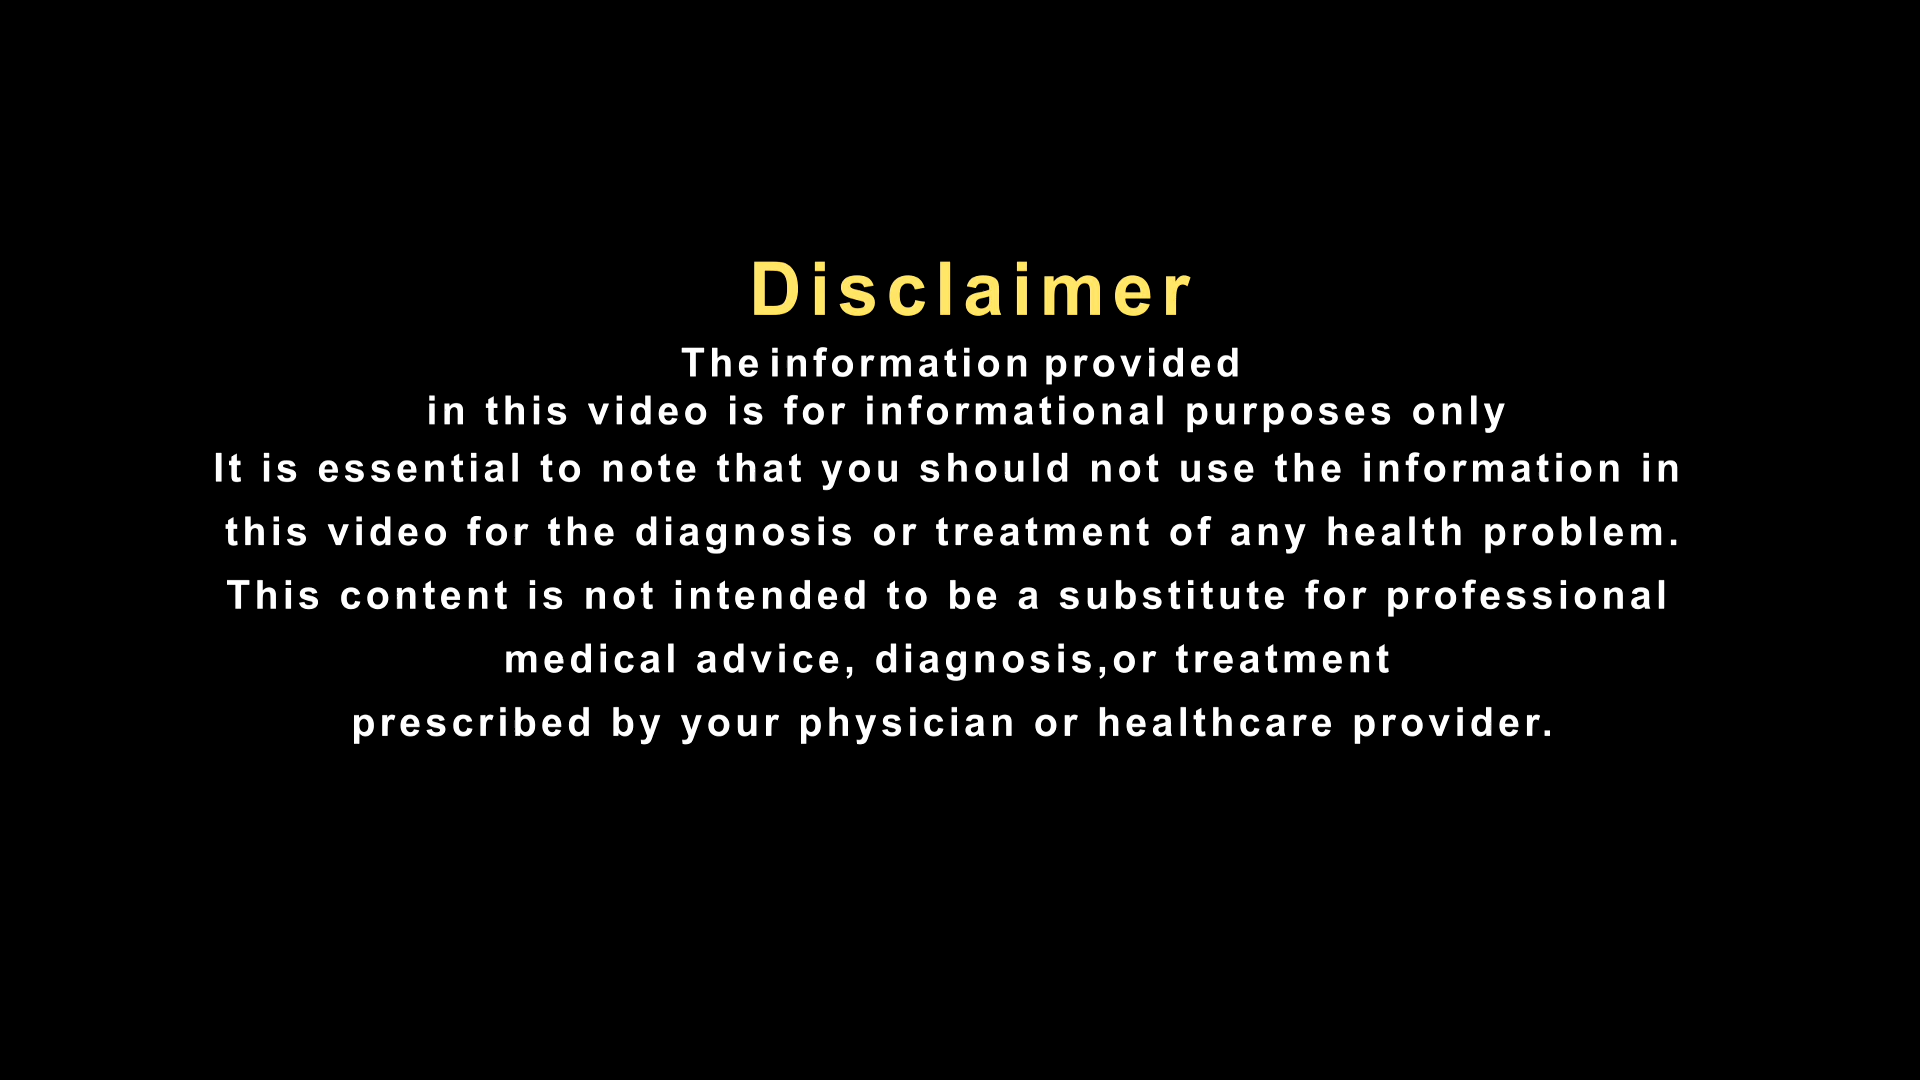 Disclaimer
The information provided
in this video is for informational purposes only
It is essential to note that you should not use the information in
this video for the diagnosis or treatment of any health problem.
This content is not intended to be a substitute for professional
medical advice, diagnosis,or treatment
prescribed by your physician or healthcare provider.